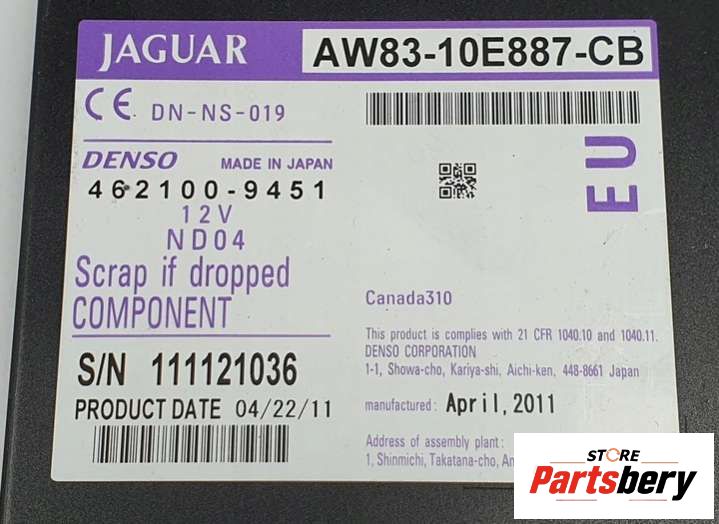 JAGUAR
AW83-10E887-CB
CE DN-NS-019
EU
DENSO MADE IN JAPAN
462100-9451
12V
ND04
Scrap if dropped
COMPONENT
Canada310
This product is complies with 21 CFR 1040.10 and 1040.11.
DENSO CORPORATION
1-1, Showa-cho, Kariya-shi, Aichi-ken, 448-8661 Japan
S/N 111121036
PRODUCT DATE 04/22/11
manufactured: April, 2011
Address of assembly plant:
1, Shinmichi, Takatana-cho,
STORE
Partsbery